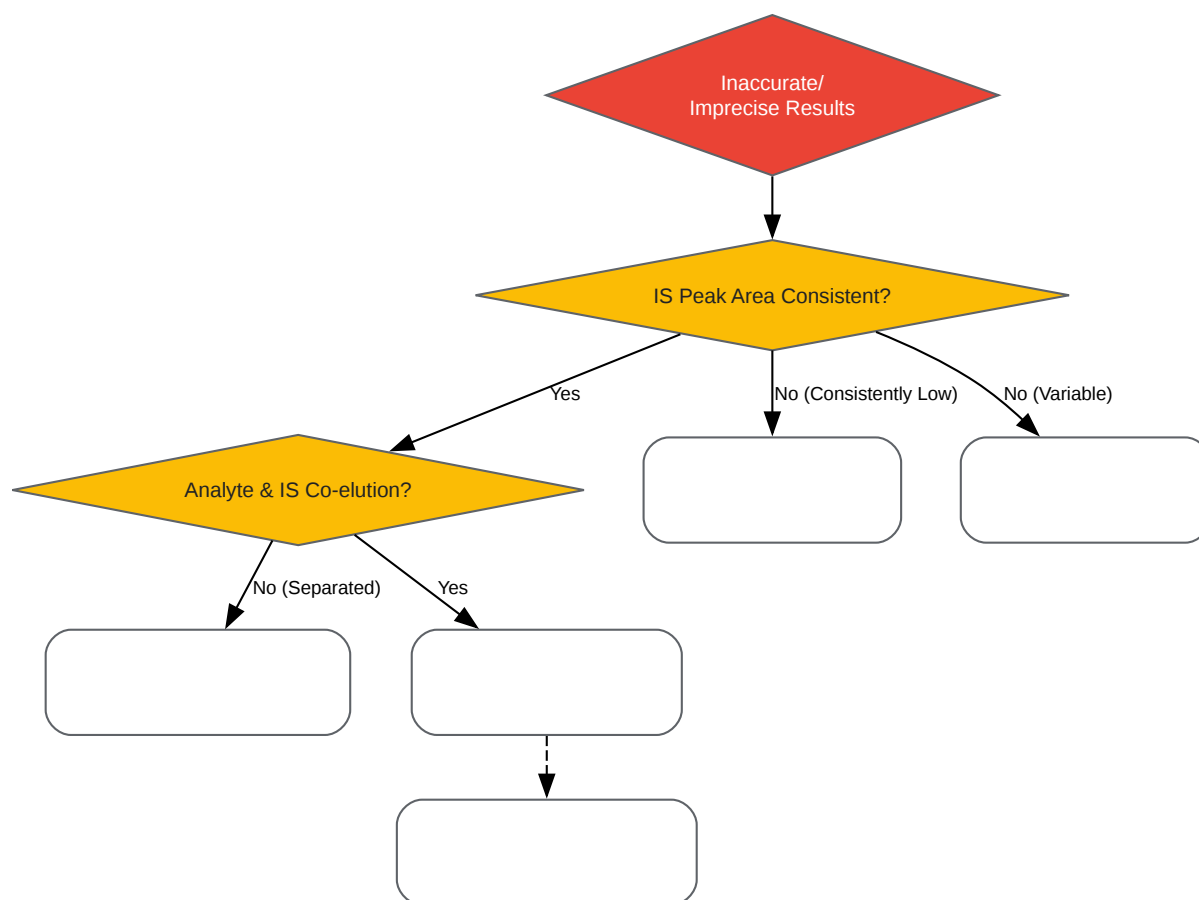 Inaccurate/
Imprecise Results
IS Peak Area Consistent?
Yes
No (Consistently Low)
No (Variable)
Analyte & IS Co-elution?
No (Separated)
Yes